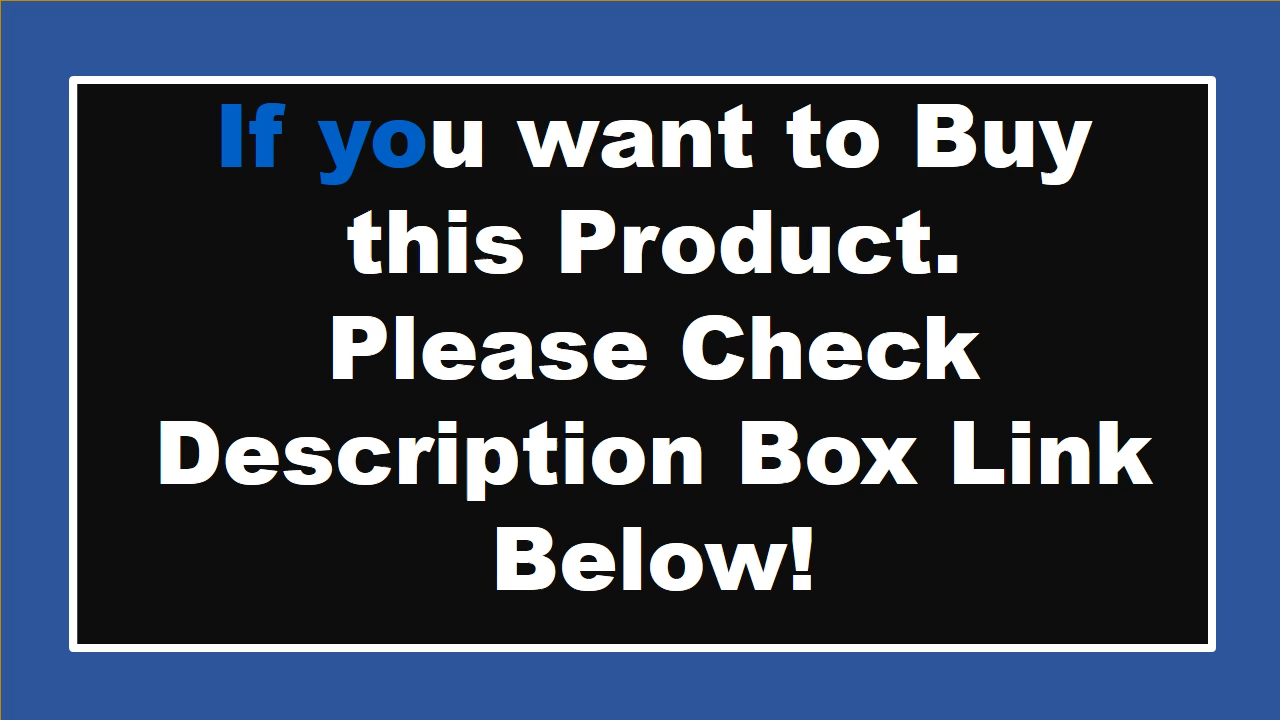 If you want to Buy
this Product.
Please Check
Description Box Link
Below!